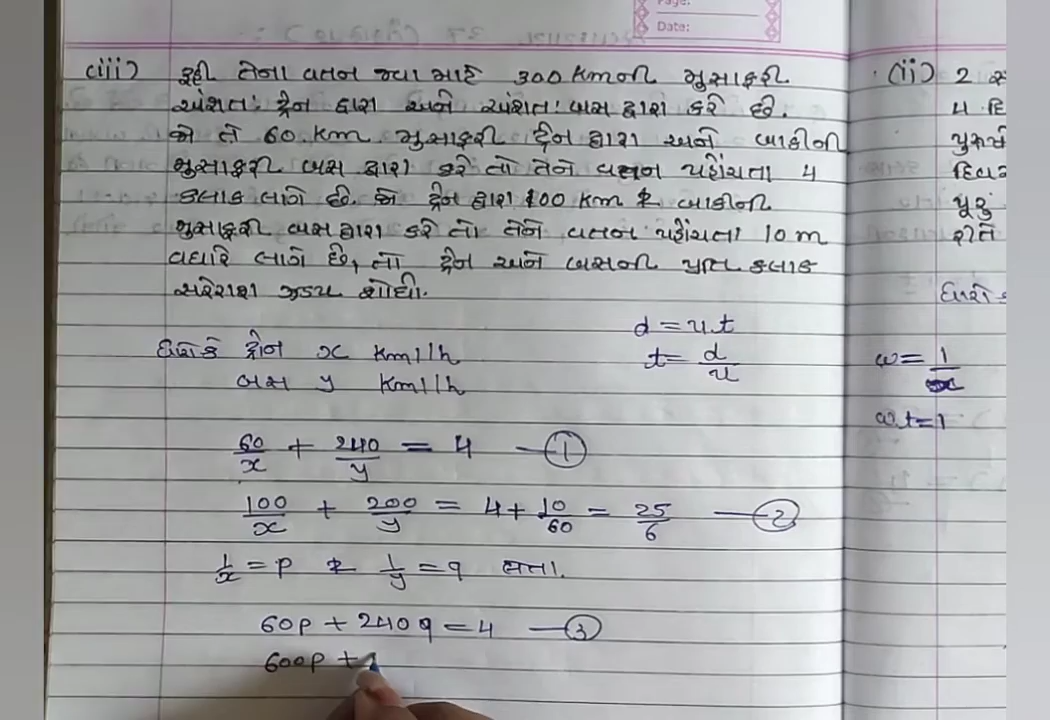 Page:
Date:
(iii) રૂહી તેના વતન જવા માટે 300 Kmની મુસાફરી
અંશતઃ ટ્રેન દ્વારા અને અંશતઃ બસ દ્વારા કરે છે.
જો તે 60 Km મુસાફરી ટ્રેન દ્વારા અને બાકીની
મુસાફરી બસ દ્વારા કરે તો તેને વતન પહોંચતા 4
કલાક લાગે છે. જો ટ્રેન દ્વારા 100 Km ને બાકીની
મુસાફરી બસ દ્વારા કરે તો તેને વતન પહોંચતા 10 m
વધારે લાગે છે, તો ટ્રેન અને બસની પ્રતિ કલાક
સરેરાશ ઝડપ શોધો.
d = u.t
t = d/u
ધારોકે ટ્રેન x Km//h
બસ y Km//h
60/x + 240/y = 4 —①
100/x + 200/y = 4 + 10/60 = 25/6 —②
1/x = p ને 1/y = q લેતા.
60p + 240q = 4 —③
600p +
(ii) 2
4 દિ
w = 1/x
w.t=1